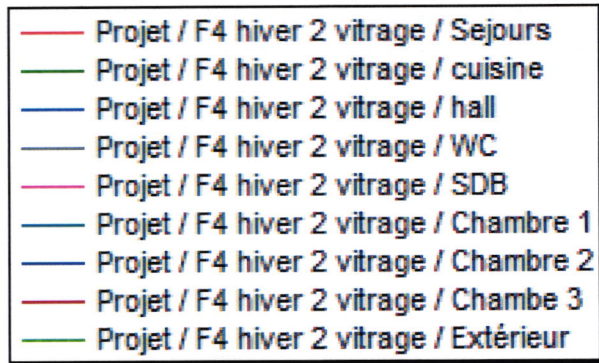 Projet / F4 hiver 2 vitrage / Sejours
Projet / F4 hiver 2 vitrage / cuisine
Projet / F4 hiver 2 vitrage / hall
Projet / F4 hiver 2 vitrage / WC
Projet / F4 hiver 2 vitrage / SDB
Projet / F4 hiver 2 vitrage / Chambre 1
Projet / F4 hiver 2 vitrage / Chambre 2
Projet / F4 hiver 2 vitrage / Chambe 3
Projet / F4 hiver 2 vitrage / Extérieur